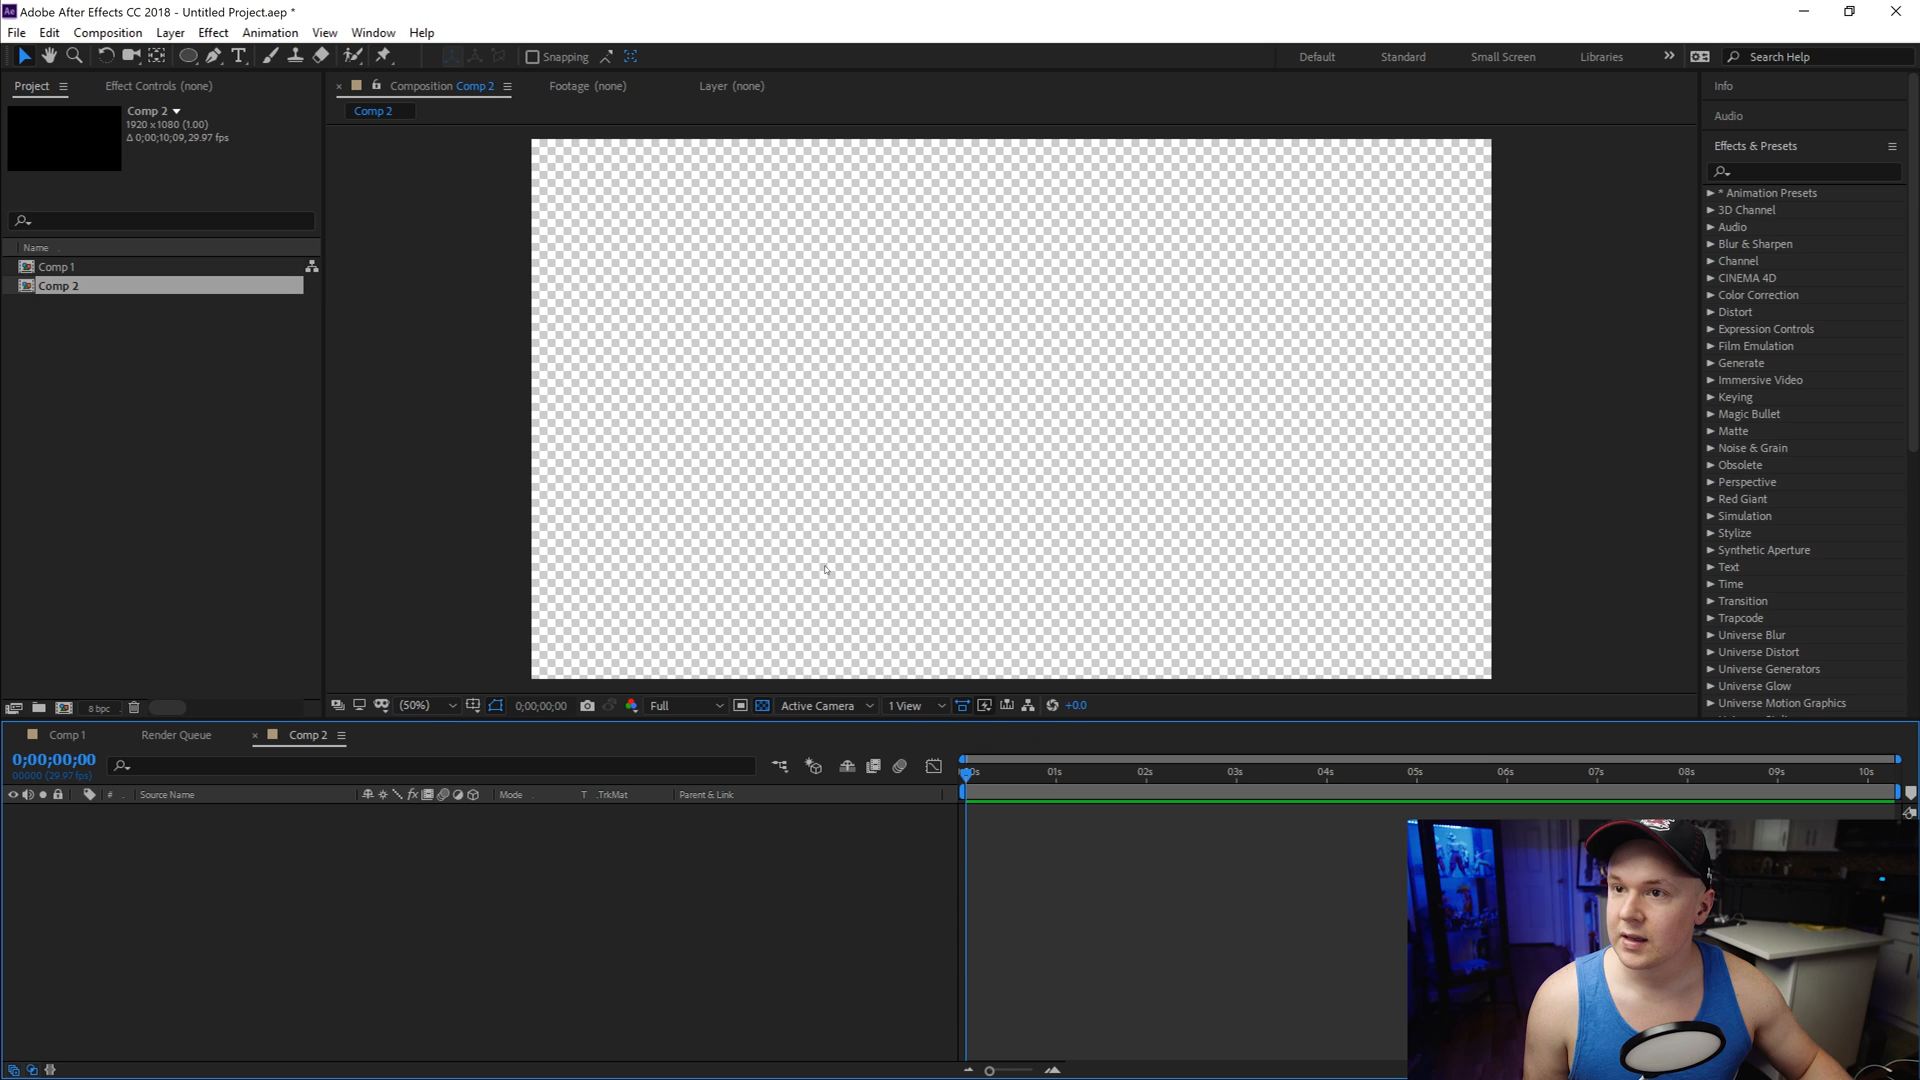 Ae Adobe After Effects CC 2018 - Untitled Project.aep *
File Edit Composition Layer Effect Animation View Window Help
T Snapping Default Standard Small Screen Libraries Search Help
Project Effect Controls (none) Composition Comp 2 Footage (none) Layer (none) Info
Comp 2
1920 x 1080 (1.00)
Δ 0;00;10;09, 29.97 fps
Comp 2
Audio
Effects & Presets
Name
Comp 1
Comp 2
* Animation Presets
3D Channel
Audio
Blur & Sharpen
Channel
CINEMA 4D
Color Correction
Distort
Expression Controls
Film Emulation
Generate
Immersive Video
Keying
Magic Bullet
Matte
Noise & Grain
Obsolete
Perspective
Red Giant
Simulation
Stylize
Synthetic Aperture
Text
Time
Transition
Trapcode
Universe Blur
Universe Distort
Universe Generators
Universe Glow
Universe Motion Graphics
8 bpc (50%) 0;00;00;00 Full Active Camera 1 View +0.0
Comp 1 Render Queue Comp 2
0;00;00;00
00000 (29.97 fps)
01s 02s 03s 04s 05s 06s 07s 08s 09s 10s
# Source Name fx Mode T .TrkMat Parent & Link